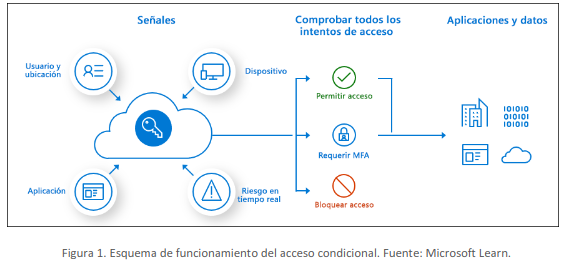 Señales
Comprobar todos los
intentos de acceso
Aplicaciones y datos
Usuario y
ubicación
Dispositivo
Aplicación
Riesgo en
tiempo real
Permitir acceso
Requerir MFA
Bloquear acceso
101010
010101
101010
Figura 1. Esquema de funcionamiento del acceso condicional. Fuente: Microsoft Learn.